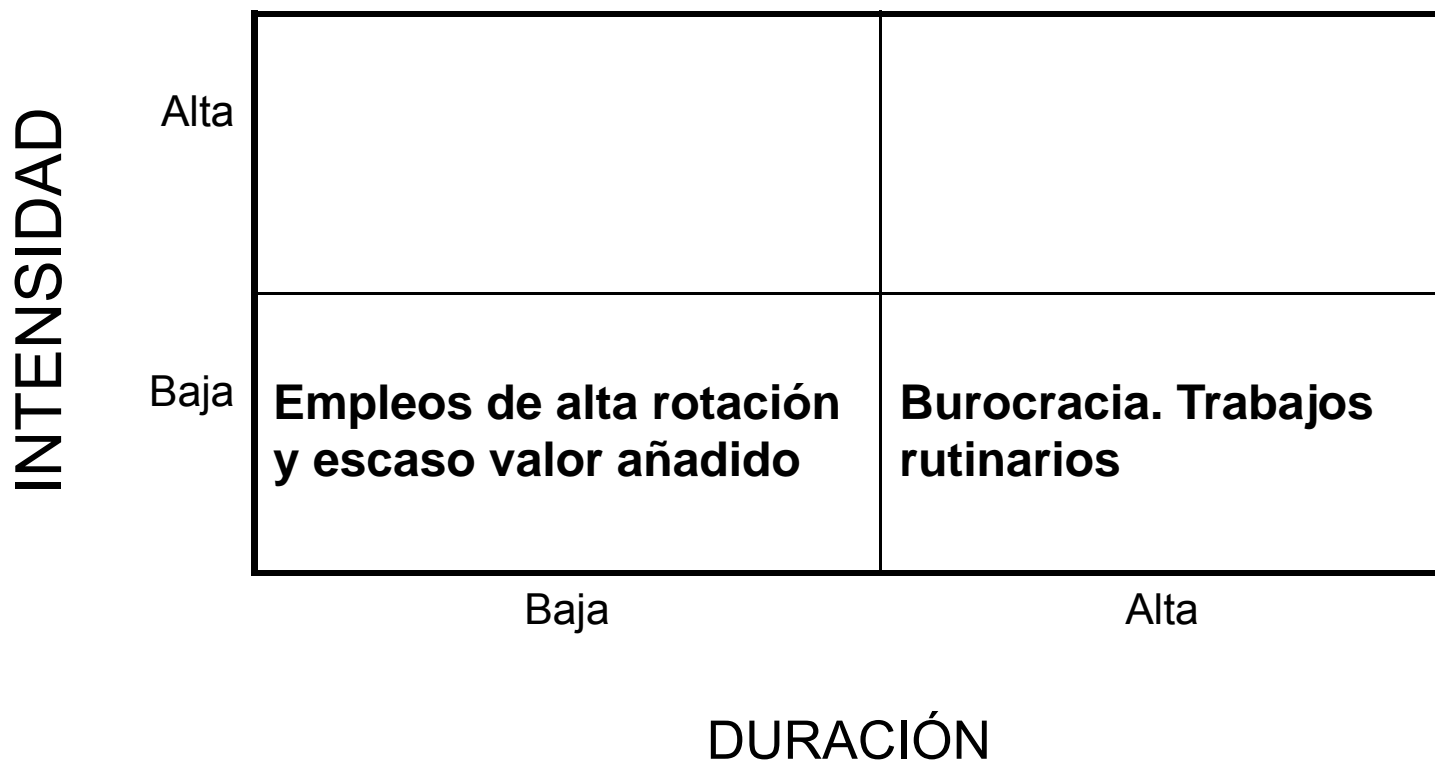 INTENSIDAD
Alta
Baja
Empleos de alta rotación
y escaso valor añadido
Burocracia. Trabajos
rutinarios
Baja
Alta
DURACIÓN